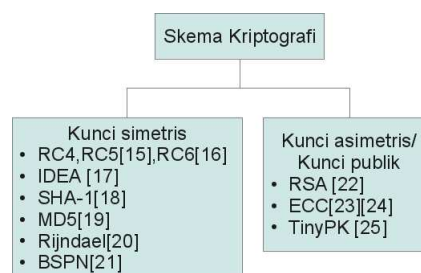 Skema Kriptografi
Kunci simetris
• RC4,RC5[15],RC6[16]
• IDEA [17]
• SHA-1[18]
• MD5[19]
• Rijndael[20]
• BSPN[21]
Kunci asimetris/
Kunci publik
• RSA [22]
• ECC[23][24]
• TinyPK [25]